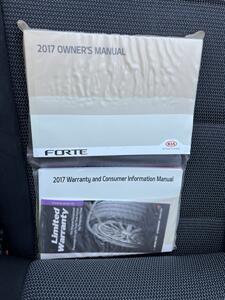 2017 OWNER'S MANUAL
FORTE
KIA
2017 Warranty and Consumer Information Manual
Limited
Warranty